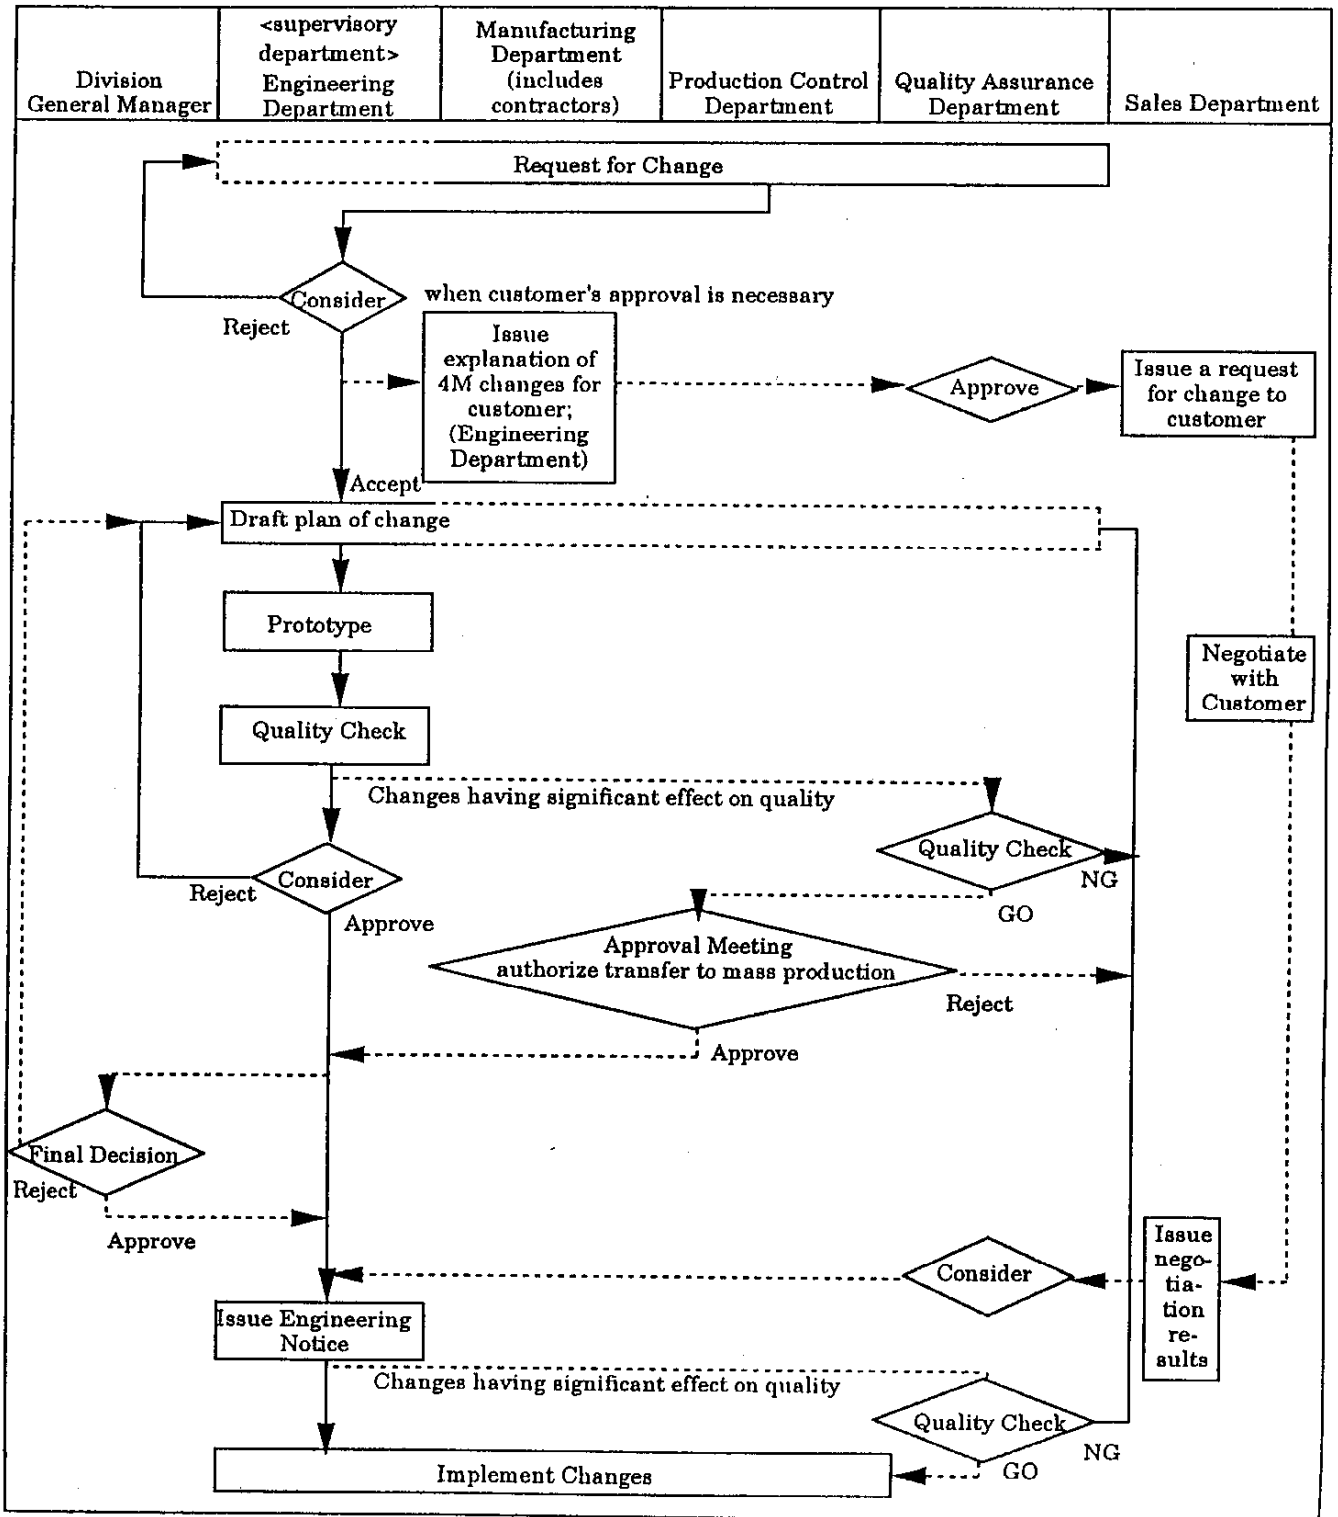 Division
General Manager
<supervisory
department>
Engineering
Department
Manufacturing
Department
(includes
contractors)
Production Control
Department
Quality Assurance
Department
Sales Department
Request for Change
Consider
Reject
when customer's approval is necessary
Issue
explanation of
4M changes for
customer;
(Engineering
Department)
Approve
Issue a request
for change to
customer
Accept
Draft plan of change
Prototype
Negotiate
with
Customer
Quality Check
Changes having significant effect on quality
Quality Check
NG
GO
Consider
Reject
Approve
Approval Meeting
authorize transfer to mass production
Reject
Approve
Final Decision
Reject
Approve
Consider
Issue
nego-
tia-
tion
re-
sults
Issue Engineering
Notice
Changes having significant effect on quality
Quality Check
NG
GO
Implement Changes